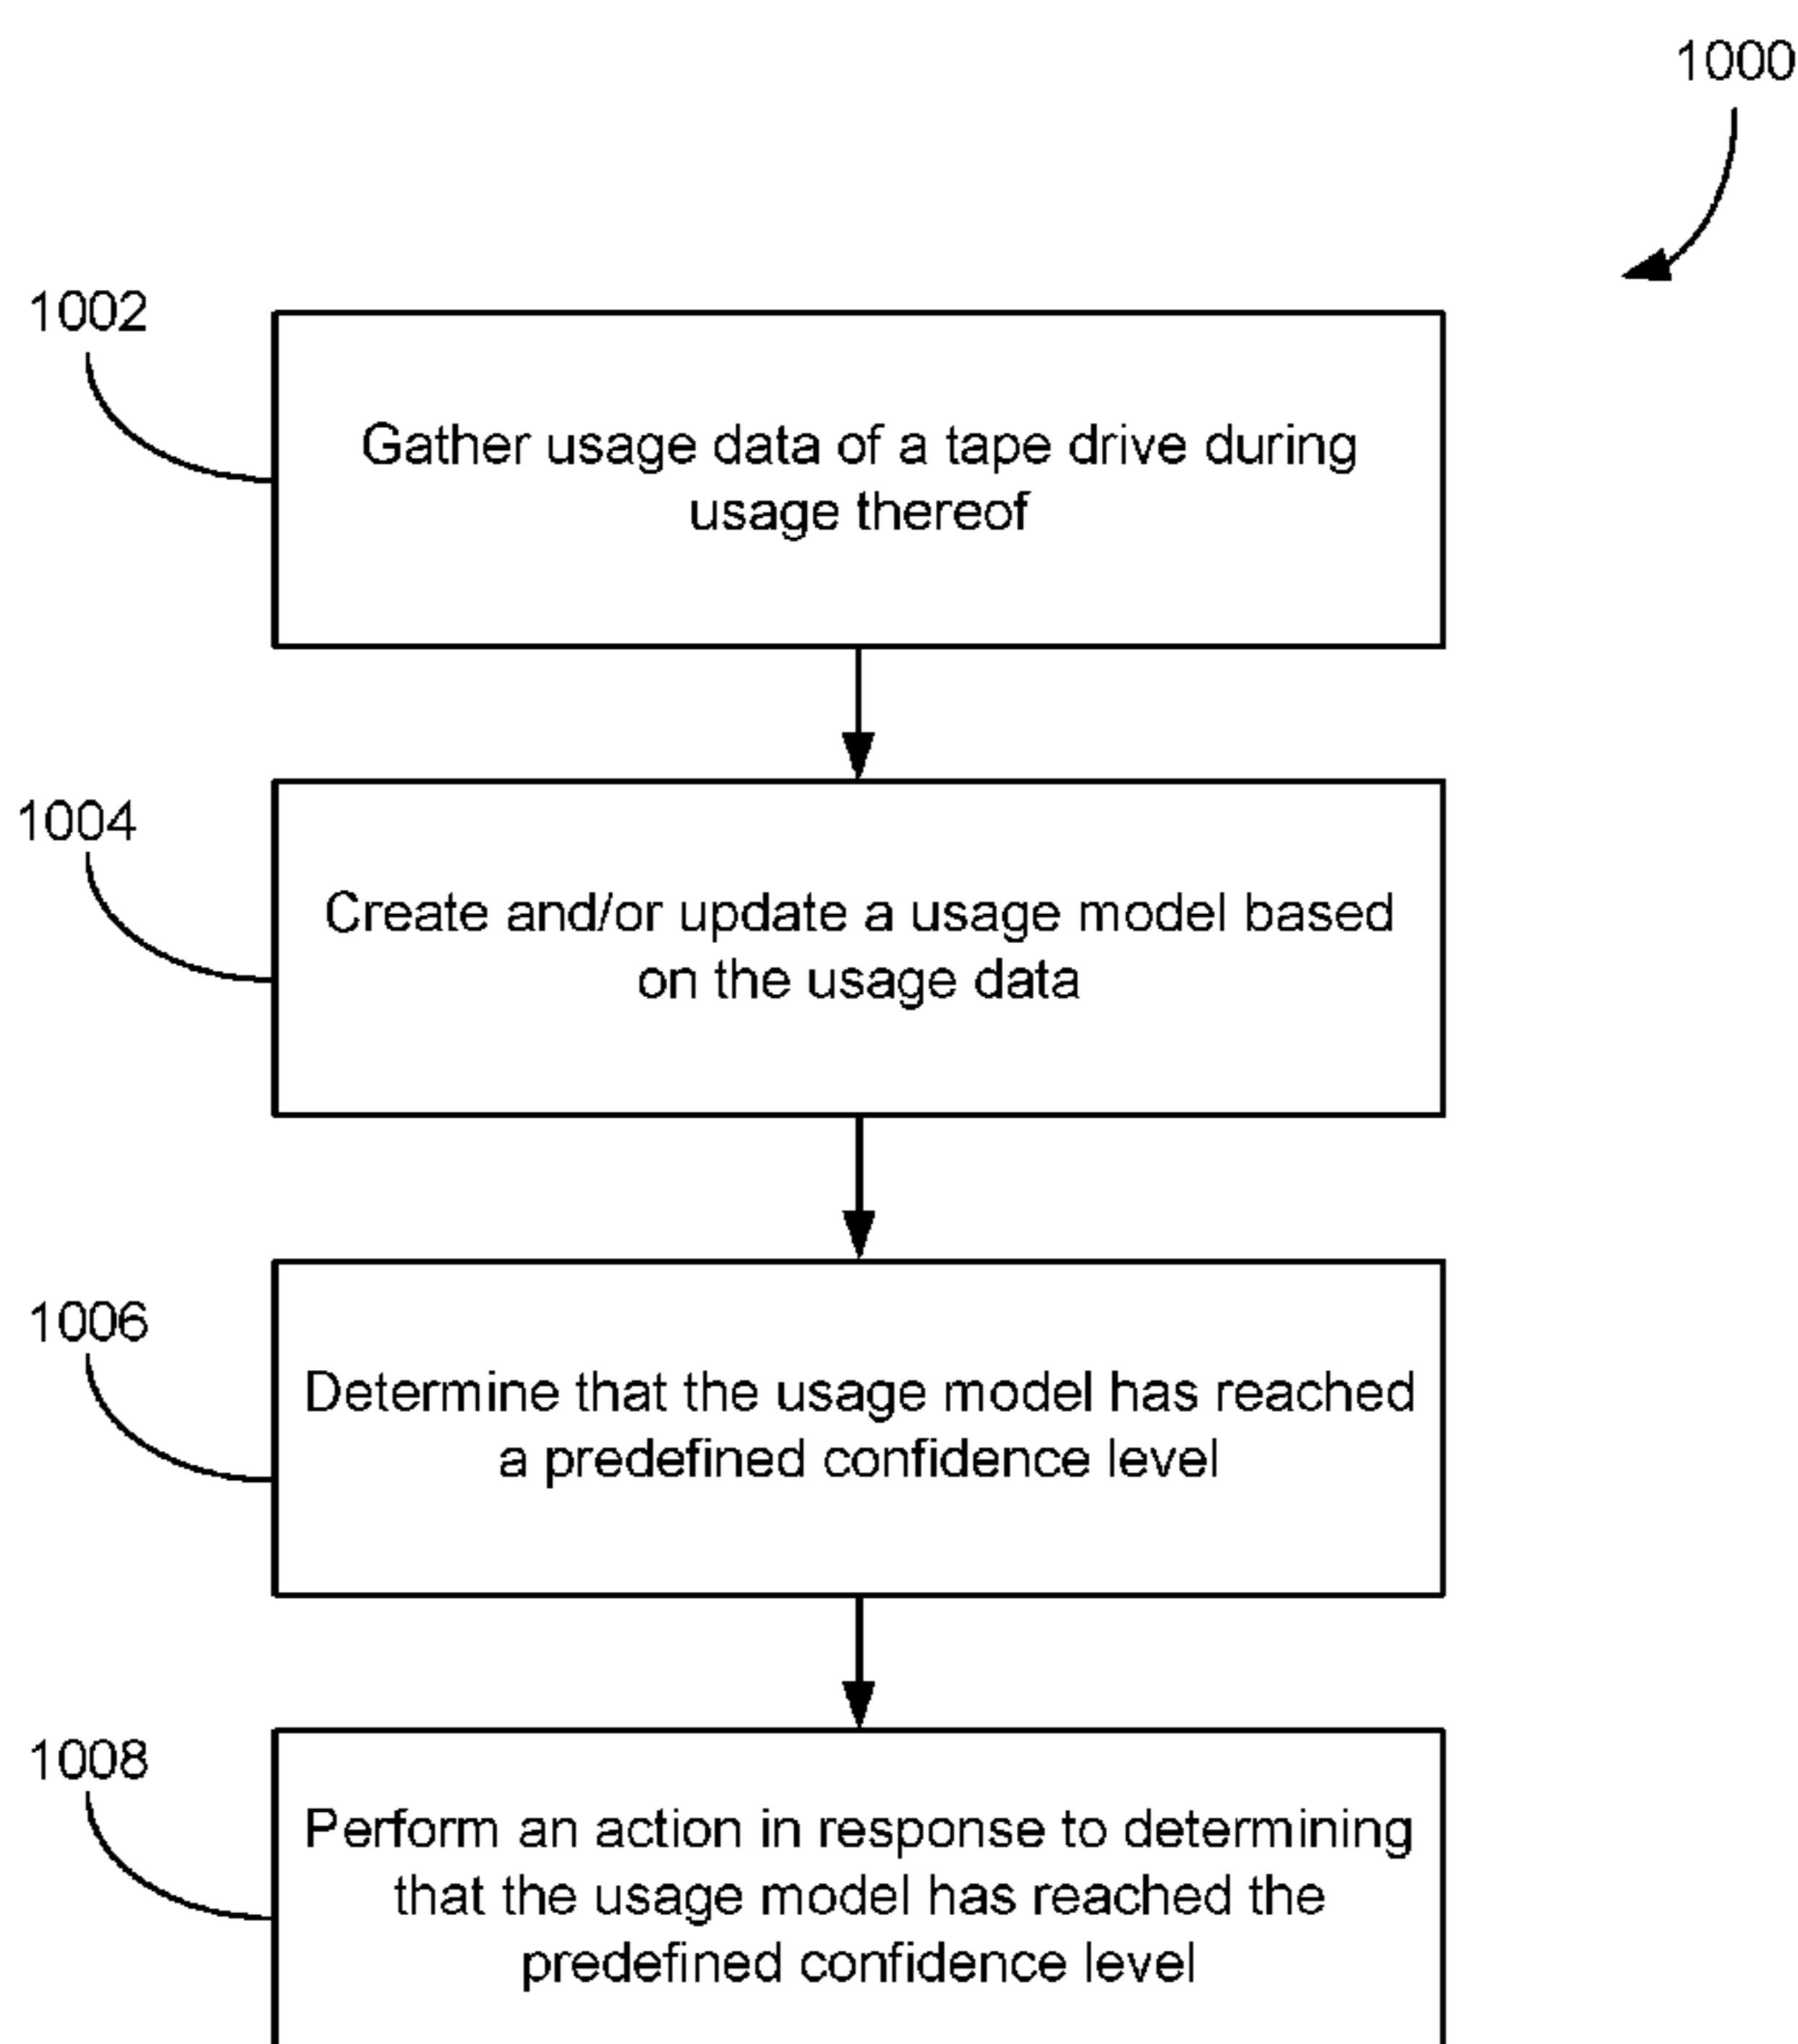 1000
1002
Gather usage data of a tape drive during
usage thereof
1004
Create and/or update a usage model based
on the usage data
1006
Determine that the usage model has reached
a predefined confidence level
1008
Perform an action in response to determining
that the usage model has reached the
predefined confidence level